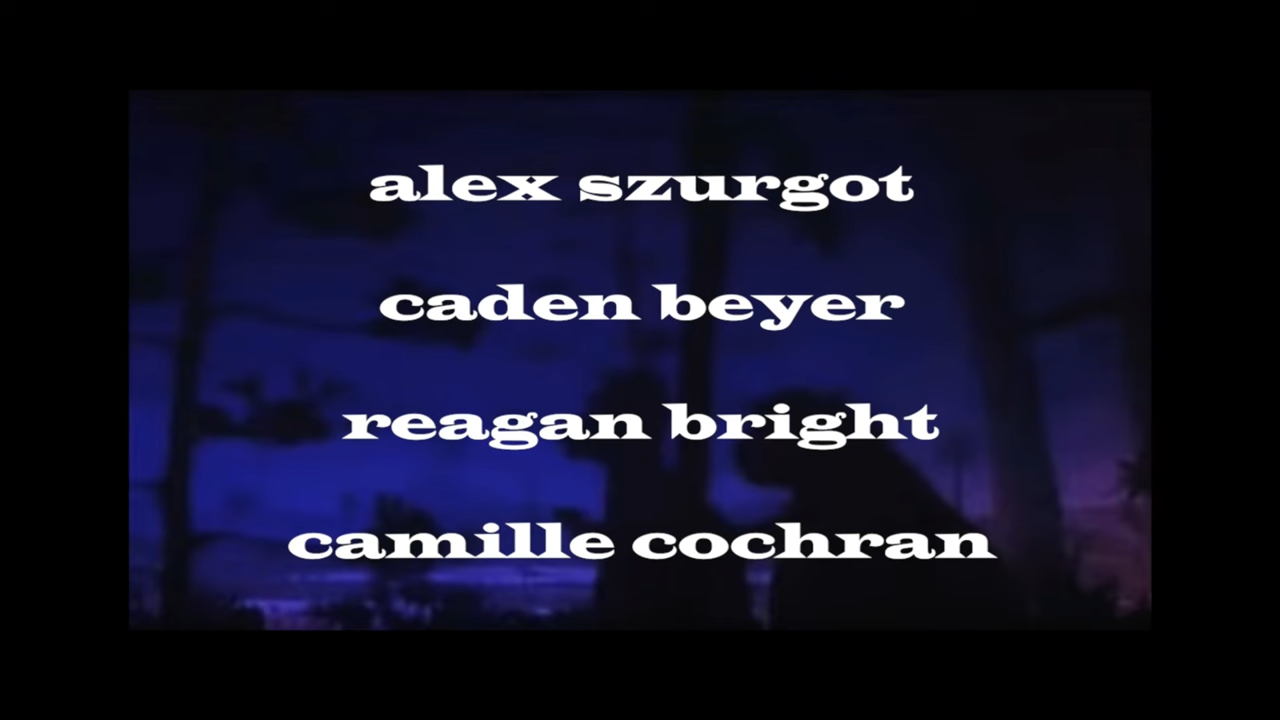 alex szurgot
caden beyer
reagan bright
camille cochran